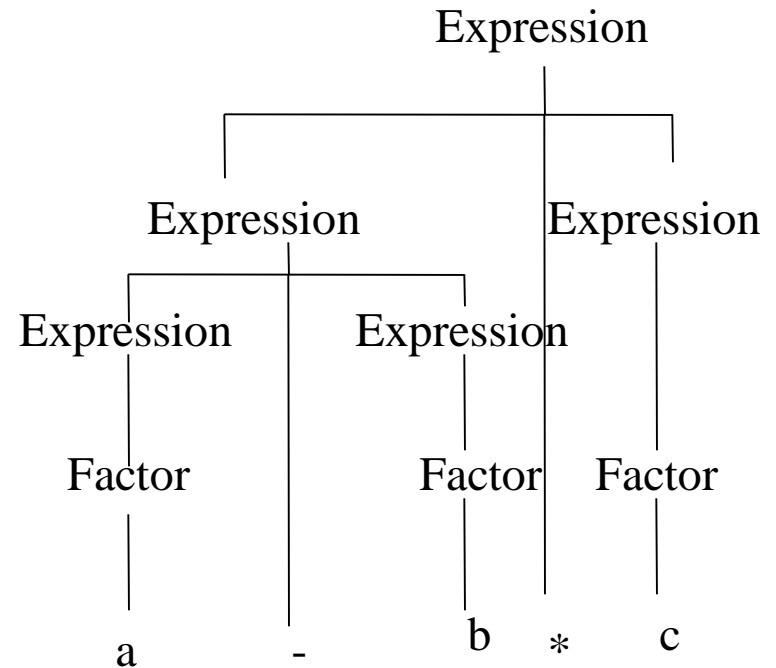 Expression
Expression Expression
Expression Expression
Factor Factor Factor
a - b * c